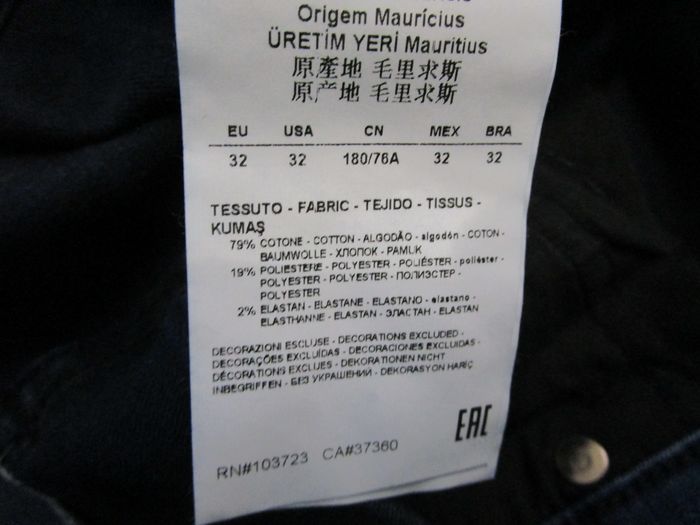 Origem Maurícius
ÜRETİM YERİ Mauritius
原產地 毛里求斯
原产地 毛里求斯
EU USA CN MEX BRA
32 32 180/76A 32 32
TESSUTO - FABRIC - TEJIDO - TISSUS -
KUMAŞ
79% COTONE - COTTON - ALGODÃO - algodón - COTON -
BAUMWOLLE - ХЛОПОК - PAMUK
19% POLIESTERE - POLYESTER - POLIÉSTER - poliéster -
POLYESTER - POLYESTER - ПОЛИЭСТЕР -
POLYESTER
2% ELASTAN - ELASTANE - ELASTANO - elastano -
ELASTHANNE - ELASTAN - ЭЛАСТАН - ELASTAN
DECORAZIONI ESCLUSE - DECORATIONS EXCLUDED -
DECORAÇÕES EXCLUÍDAS - DECORACIONES EXCLUIDAS -
DÉCORATIONS EXCLUES - DEKORATIONEN NICHT
INBEGRIFFEN - БЕЗ УКРАШЕНИЙ - DEKORASYON HARİÇ
EAC
RN#103723 CA#37360